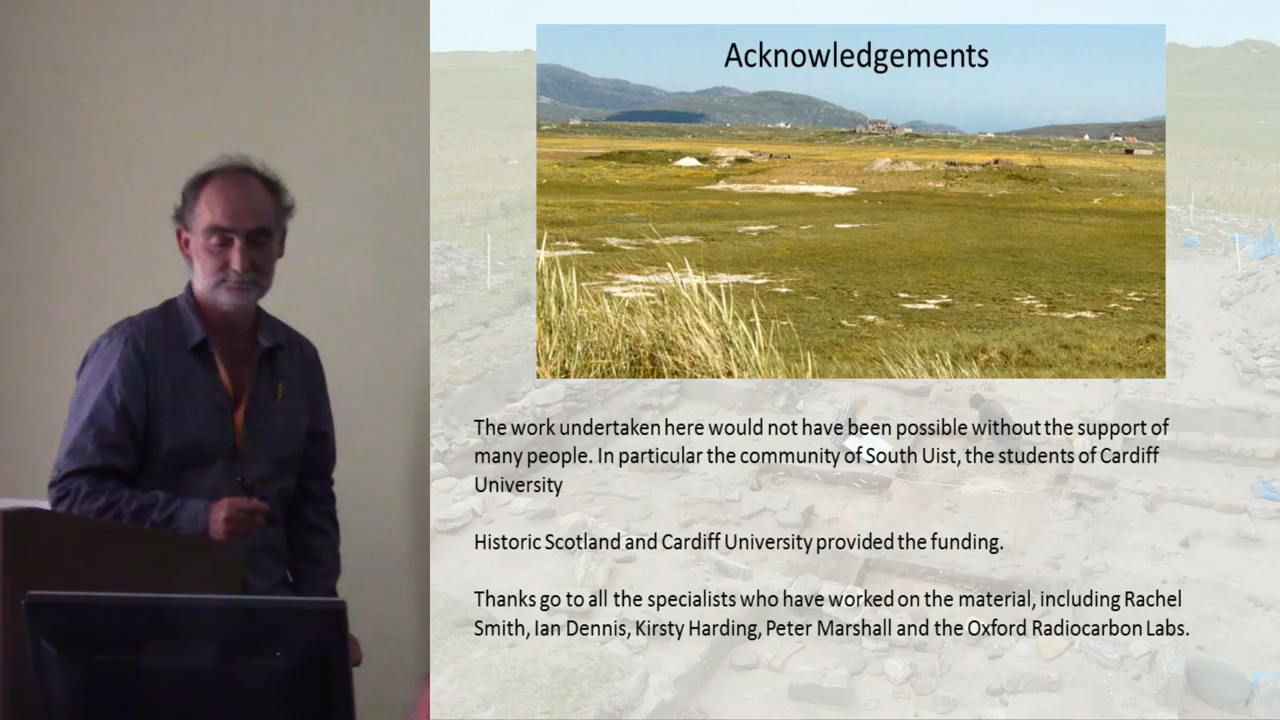 Acknowledgements
The work undertaken here would not have been possible without the support of
many people. In particular the community of South Uist, the students of Cardiff
University
Historic Scotland and Cardiff University provided the funding.
Thanks go to all the specialists who have worked on the material, including Rachel
Smith, Ian Dennis, Kirsty Harding, Peter Marshall and the Oxford Radiocarbon Labs.